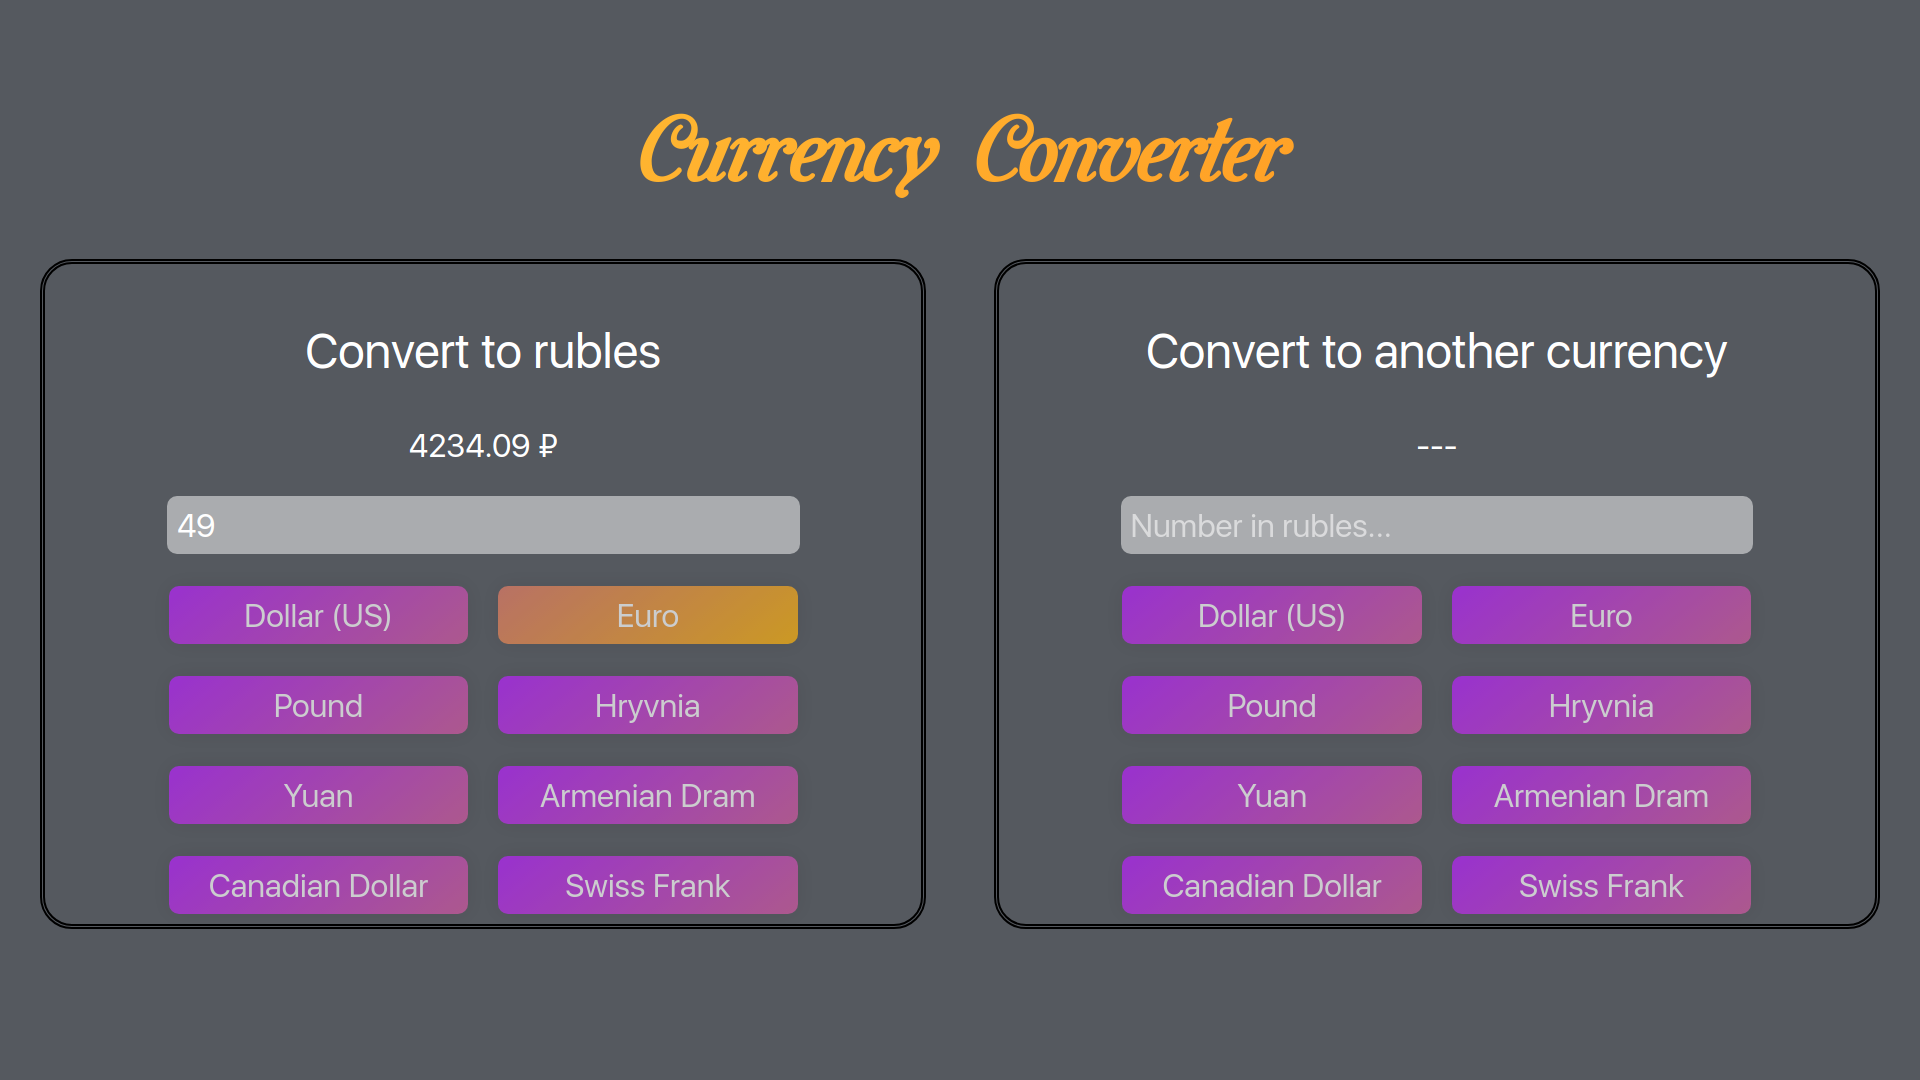 Currency Converter
Convert to rubles
4234.09 ₽
49
Dollar (US)
Euro
Pound
Hryvnia
Yuan
Armenian Dram
Canadian Dollar
Swiss Frank
Convert to another currency
---
Number in rubles...
Dollar (US)
Euro
Pound
Hryvnia
Yuan
Armenian Dram
Canadian Dollar
Swiss Frank